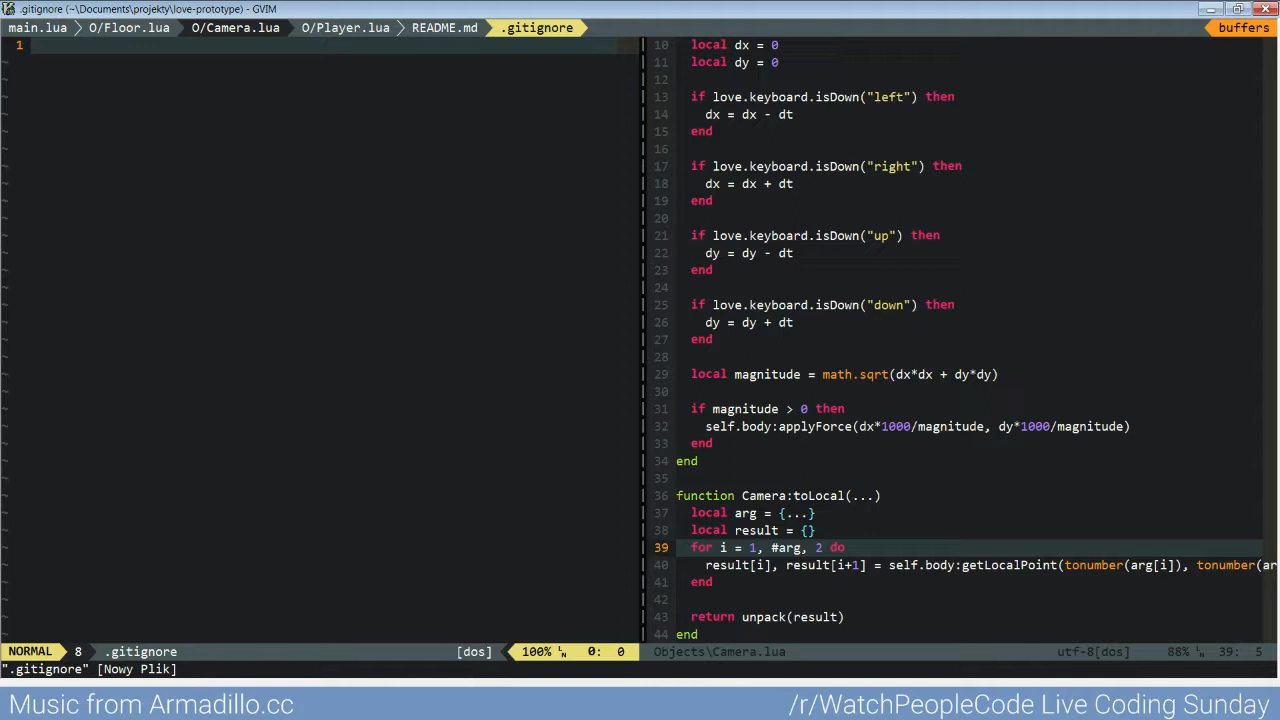 .gitignore (~\Documents\projekty\love-prototype) - GVIM
main.lua O/Floor.lua O/Camera.lua O/Player.lua README.md .gitignore buffers
1
10 local dx = 0
11 local dy = 0
12
13 if love.keyboard.isDown("left") then
14 dx = dx - dt
15 end
16
17 if love.keyboard.isDown("right") then
18 dx = dx + dt
19 end
20
21 if love.keyboard.isDown("up") then
22 dy = dy - dt
23 end
24
25 if love.keyboard.isDown("down") then
26 dy = dy + dt
27 end
28
29 local magnitude = math.sqrt(dx*dx + dy*dy)
30
31 if magnitude > 0 then
32 self.body:applyForce(dx*1000/magnitude, dy*1000/magnitude)
33 end
34 end
35
36 function Camera:toLocal(...)
37 local arg = {...}
38 local result = {}
39 for i = 1, #arg, 2 do
40 result[i], result[i+1] = self.body:getLocalPoint(tonumber(arg[i]), tonumber(ar
41 end
42
43 return unpack(result)
44 end
NORMAL 8 .gitignore [dos] 100% LN 0: 0
Objects\Camera.lua utf-8[dos] 88% LN 39: 5
".gitignore" [Nowy Plik]
Music from Armadillo.cc
/r/WatchPeopleCode Live Coding Sunday